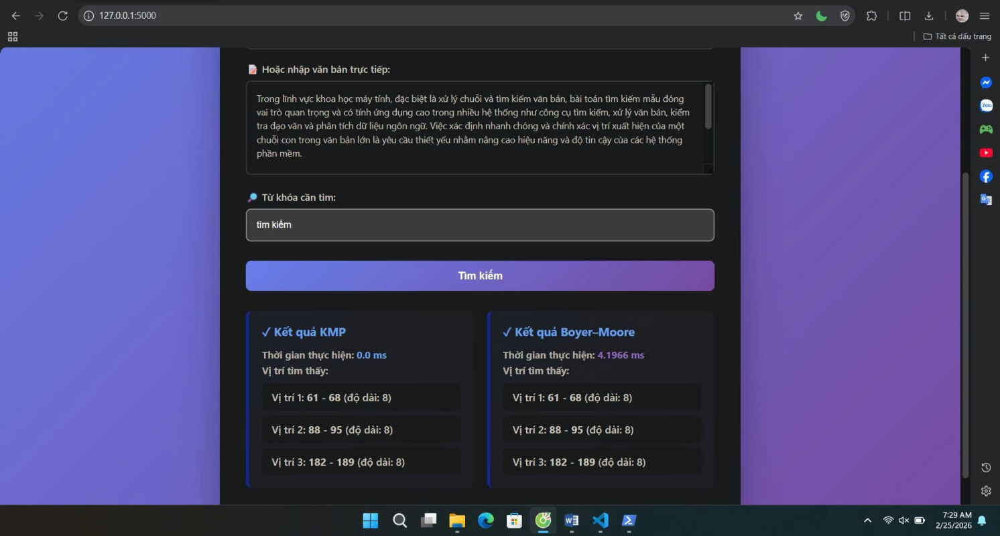 127.0.0.1:5000
Tất cả dấu trang
Hoặc nhập văn bản trực tiếp:
Trong lĩnh vực khoa học máy tính, đặc biệt là xử lý chuỗi và tìm kiếm văn bản, bài toán tìm kiếm mẫu đóng
vai trò quan trọng và có tính ứng dụng cao trong nhiều hệ thống như công cụ tìm kiếm, xử lý văn bản, kiểm
tra đạo văn và phân tích dữ liệu ngôn ngữ. Việc xác định nhanh chóng và chính xác vị trí xuất hiện của một
chuỗi con trong văn bản lớn là yêu cầu thiết yếu nhằm nâng cao hiệu năng và độ tin cậy của các hệ thống
phần mềm.
Từ khóa cần tìm:
tìm kiếm
Tìm kiếm
✓ Kết quả KMP
Thời gian thực hiện: 0.0 ms
Vị trí tìm thấy:
Vị trí 1: 61 - 68 (độ dài: 8)
Vị trí 2: 88 - 95 (độ dài: 8)
Vị trí 3: 182 - 189 (độ dài: 8)
✓ Kết quả Boyer–Moore
Thời gian thực hiện: 4.1966 ms
Vị trí tìm thấy:
Vị trí 1: 61 - 68 (độ dài: 8)
Vị trí 2: 88 - 95 (độ dài: 8)
Vị trí 3: 182 - 189 (độ dài: 8)
Zalo
7:29 AM
2/25/2026